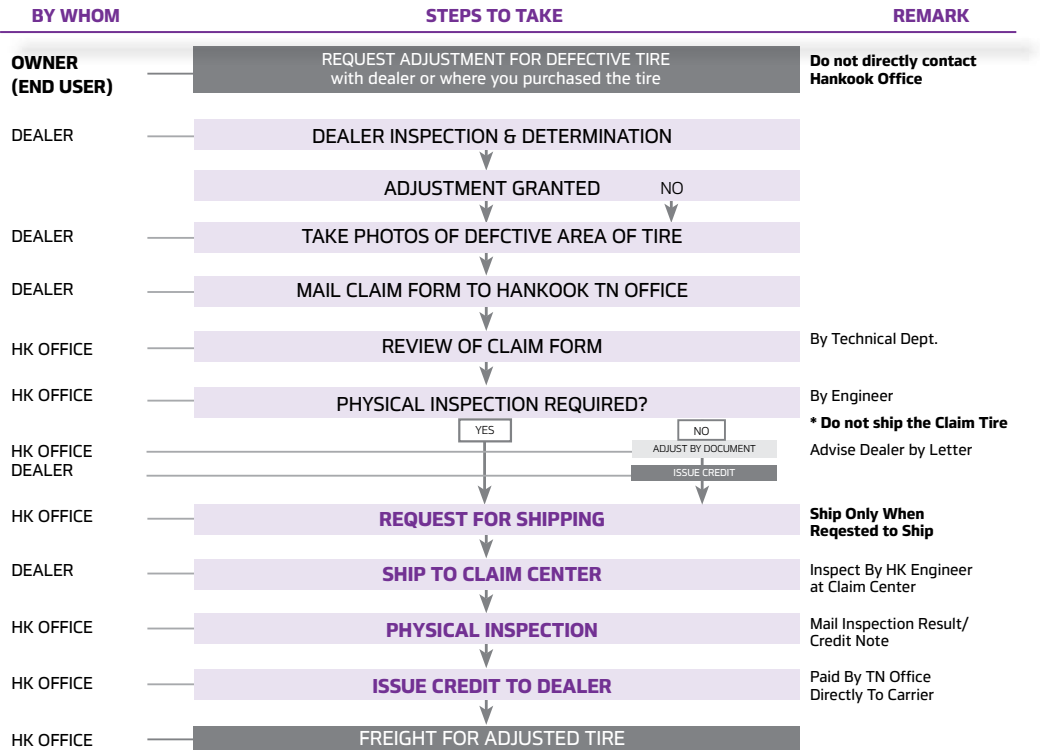 BY WHOM STEPS TO TAKE REMARK
OWNER
(END USER)
REQUEST ADJUSTMENT FOR DEFECTIVE TIRE
with dealer or where you purchased the tire
Do not directly contact
Hankook Office
DEALER DEALER INSPECTION & DETERMINATION
ADJUSTMENT GRANTED NO
DEALER TAKE PHOTOS OF DEFCTIVE AREA OF TIRE
DEALER MAIL CLAIM FORM TO HANKOOK TN OFFICE
HK OFFICE REVIEW OF CLAIM FORM By Technical Dept.
HK OFFICE PHYSICAL INSPECTION REQUIRED? By Engineer
* Do not ship the Claim Tire
YES NO
HK OFFICE ADJUST BY DOCUMENT Advise Dealer by Letter
DEALER ISSUE CREDIT
HK OFFICE REQUEST FOR SHIPPING
Ship Only When
Reqested to Ship
DEALER SHIP TO CLAIM CENTER
Inspect By HK Engineer
at Claim Center
HK OFFICE PHYSICAL INSPECTION
Mail Inspection Result/
Credit Note
HK OFFICE ISSUE CREDIT TO DEALER
Paid By TN Office
Directly To Carrier
HK OFFICE FREIGHT FOR ADJUSTED TIRE